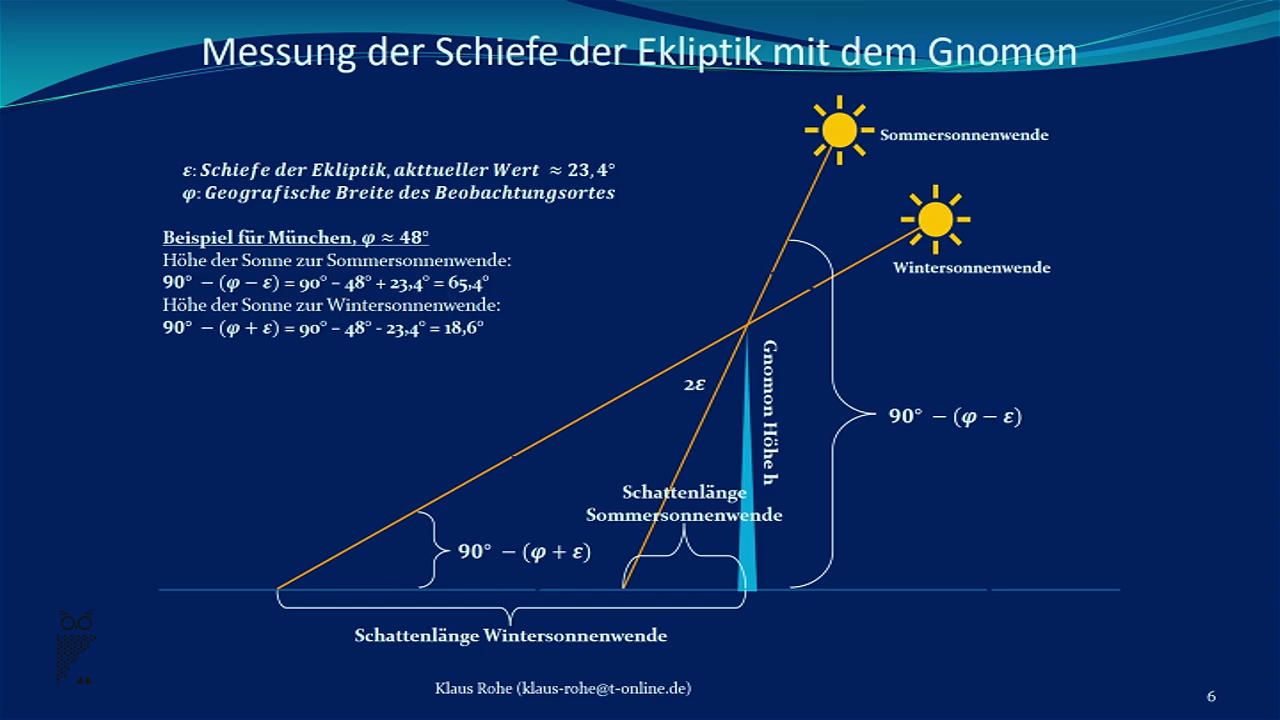 Messung der Schiefe der Ekliptik mit dem Gnomon
Sommersonnenwende
ε: Schiefe der Ekliptik, akttueller Wert ≈ 23,4°
φ: Geografische Breite des Beobachtungsortes
Wintersonnenwende
Beispiel für München, φ ≈ 48°
Höhe der Sonne zur Sommersonnenwende:
90° − (φ − ε) = 90° – 48° + 23,4° = 65,4°
Höhe der Sonne zur Wintersonnenwende:
90° − (φ + ε) = 90° – 48° - 23,4° = 18,6°
2ε
Gnomon Höhe h
90° − (φ − ε)
Schattenlänge
Sommersonnenwende
90° − (φ + ε)
Schattenlänge Wintersonnenwende
Klaus Rohe (klaus-rohe@t-online.de)
6